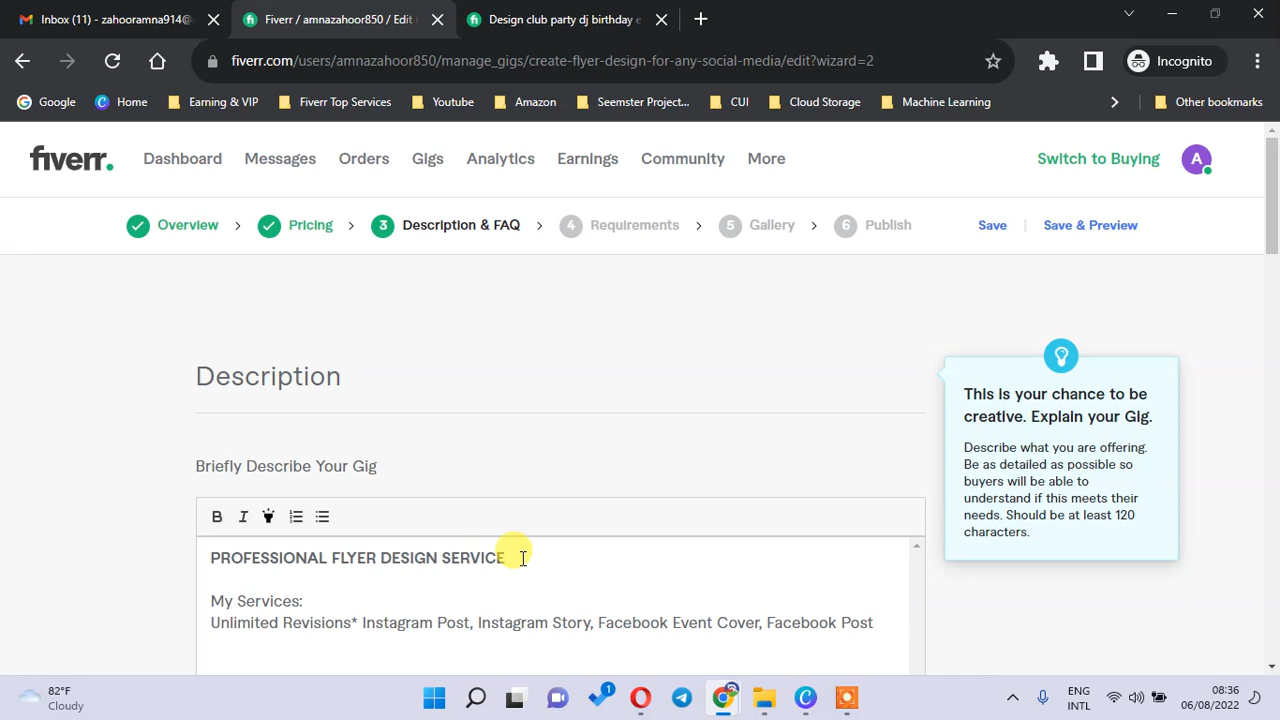 Inbox (11) - zahooramna914@
Fiverr / amnazahoor850 / Edit
Design club party dj birthday e
fiverr.com/users/amnazahoor850/manage_gigs/create-flyer-design-for-any-social-media/edit?wizard=2
Incognito
Google
Home
Earning & VIP
Fiverr Top Services
Youtube
Amazon
Seemster Project...
CUI
Cloud Storage
Machine Learning
Other bookmarks
fiverr.
Dashboard
Messages
Orders
Gigs
Analytics
Earnings
Community
More
Switch to Buying
A
Overview
Pricing
3 Description & FAQ
4 Requirements
5 Gallery
6 Publish
Save
Save & Preview
Description
Briefly Describe Your Gig
B I
PROFESSIONAL FLYER DESIGN SERVICE
My Services:
Unlimited Revisions* Instagram Post, Instagram Story, Facebook Event Cover, Facebook Post
This is your chance to be
creative. Explain your Gig.
Describe what you are offering.
Be as detailed as possible so
buyers will be able to
understand if this meets their
needs. Should be at least 120
characters.
82°F
Cloudy
1
ENG
INTL
08:36
06/08/2022